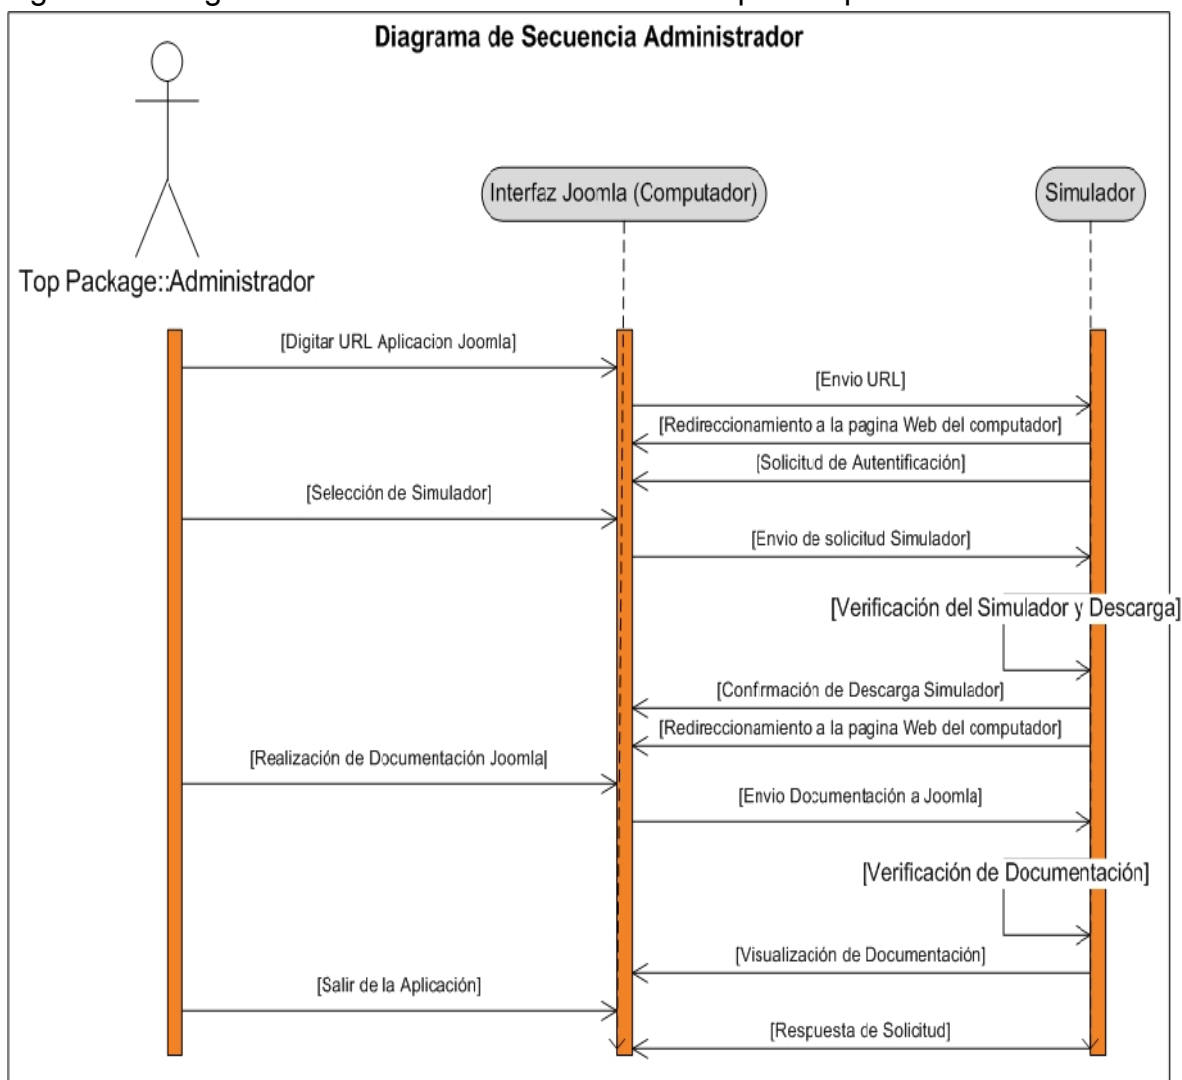 Diagrama de Secuencia Administrador
Interfaz Joomla (Computador)
Simulador
Top Package::Administrador
[Digitar URL Aplicacion Joomla]
[Envio URL]
[Redireccionamiento a la pagina Web del computador]
[Solicitud de Autentificación]
[Selección de Simulador]
[Envio de solicitud Simulador]
[Verificación del Simulador y Descarga]
[Confirmación de Descarga Simulador]
[Redireccionamiento a la pagina Web del computador]
[Realización de Documentación Joomla]
[Envio Documentación a Joomla]
[Verificación de Documentación]
[Visualización de Documentación]
[Salir de la Aplicación]
[Respuesta de Solicitud]